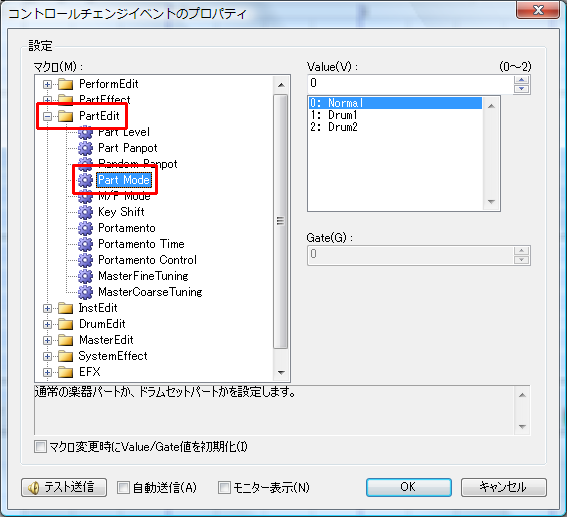 コントロールチェンジイベントのプロパティ
設定
マクロ(M) :
PerformEdit
PartEffect
PartEdit
Part Level
Part Panpot
Random Panpot
Part Mode
M/P Mode
Key Shift
Portamento
Portamento Time
Portamento Control
MasterFineTuning
MasterCoarseTuning
InstEdit
DrumEdit
MasterEdit
SystemEffect
EFX
Value(V) : (0～2)
0
0: Normal
1: Drum1
2: Drum2
Gate(G) :
0
通常の楽器パートか、ドラムセットパートかを設定します。
マクロ変更時にValue/Gate値を初期化(I)
テスト送信 自動送信(A) モニター表示(N) OK キャンセル